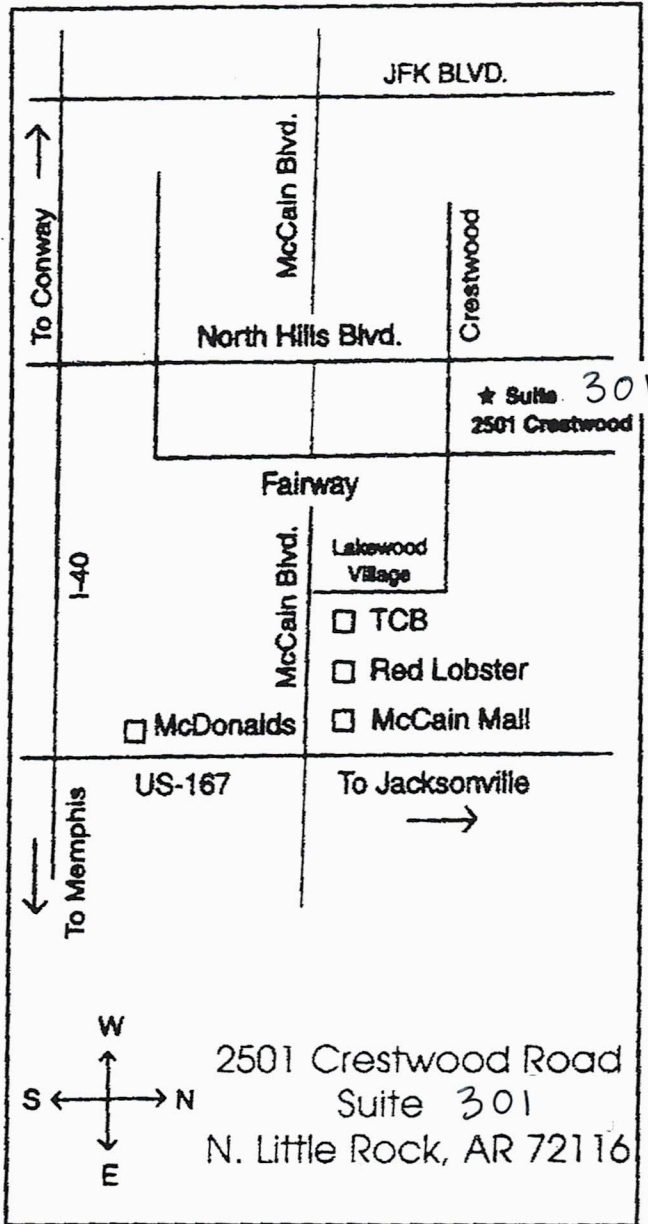 JFK BLVD.
McCain Blvd.
To Conway
Crestwood
North Hills Blvd.
★ Suite 301
2501 Crestwood
Fairway
I-40
McCain Blvd.
Lakewood
Village
TCB
Red Lobster
McCain Mall
McDonalds
US-167
To Jacksonville
To Memphis
W
S N
E
2501 Crestwood Road
Suite 301
N. Little Rock, AR 72116